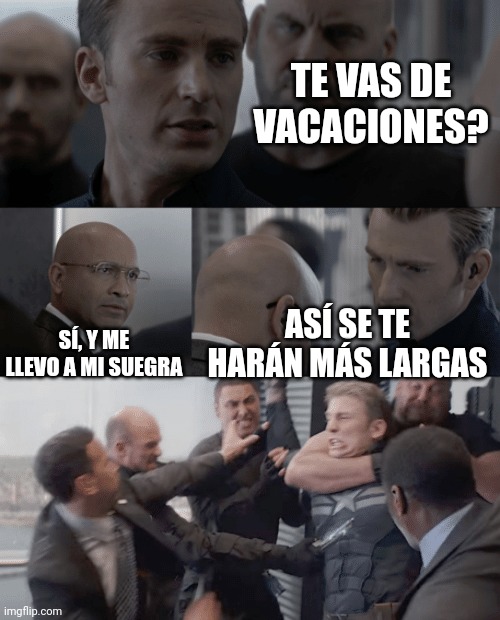 TE VAS DE
VACACIONES?
SÍ, Y ME
LLEVO A MI SUEGRA
ASÍ SE TE
HARÁN MÁS LARGAS
imgflip.com